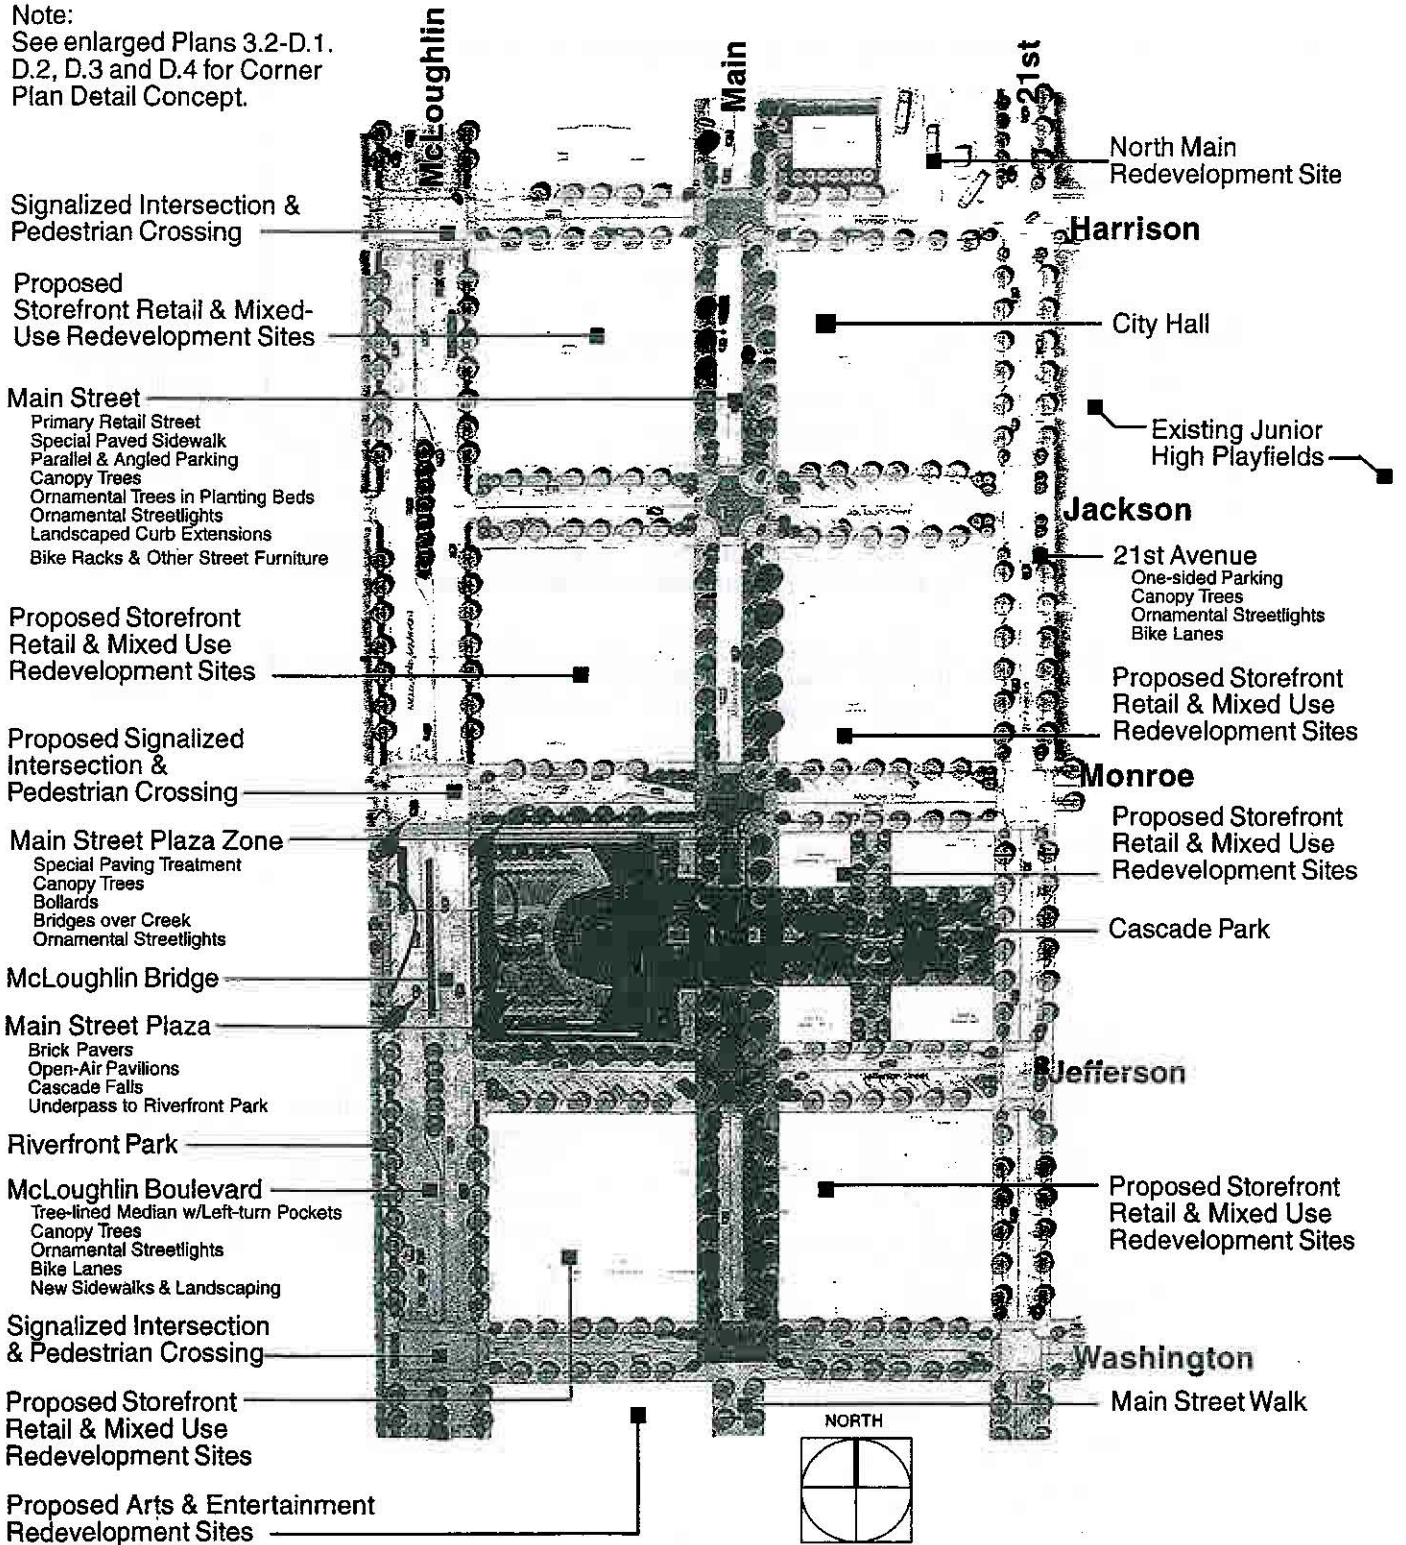 Note:
See enlarged Plans 3.2-D.1.
D.2, D.3 and D.4 for Corner
Plan Detail Concept.
McLoughlin
Main
21st
Signalized Intersection &
Pedestrian Crossing
Proposed
Storefront Retail & Mixed-
Use Redevelopment Sites
Main Street
Primary Retail Street
Special Paved Sidewalk
Parallel & Angled Parking
Canopy Trees
Ornamental Trees in Planting Beds
Ornamental Streetlights
Landscaped Curb Extensions
Bike Racks & Other Street Furniture
Proposed Storefront
Retail & Mixed Use
Redevelopment Sites
Proposed Signalized
Intersection &
Pedestrian Crossing
Main Street Plaza Zone
Special Paving Treatment
Canopy Trees
Bollards
Bridges over Creek
Ornamental Streetlights
McLoughlin Bridge
Main Street Plaza
Brick Pavers
Open-Air Pavilions
Cascade Falls
Underpass to Riverfront Park
Riverfront Park
McLoughlin Boulevard
Tree-lined Median w/Left-turn Pockets
Canopy Trees
Ornamental Streetlights
Bike Lanes
New Sidewalks & Landscaping
Signalized Intersection
& Pedestrian Crossing
Proposed Storefront
Retail & Mixed Use
Redevelopment Sites
Proposed Arts & Entertainment
Redevelopment Sites
North Main
Redevelopment Site
Harrison
City Hall
Existing Junior
High Playfields
Jackson
21st Avenue
One-sided Parking
Canopy Trees
Ornamental Streetlights
Bike Lanes
Proposed Storefront
Retail & Mixed Use
Redevelopment Sites
Monroe
Proposed Storefront
Retail & Mixed Use
Redevelopment Sites
Cascade Park
Jefferson
Proposed Storefront
Retail & Mixed Use
Redevelopment Sites
Washington
Main Street Walk
NORTH